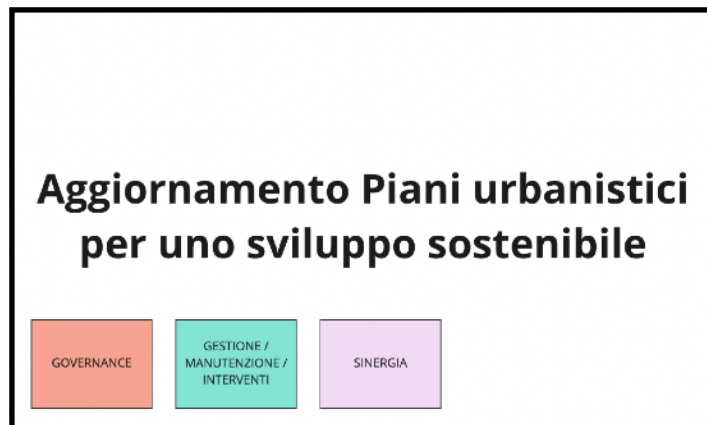 Aggiornamento Piani urbanistici
per uno sviluppo sostenibile
GOVERNANCE
GESTIONE /
MANUTENZIONE /
INTERVENTI
SINERGIA